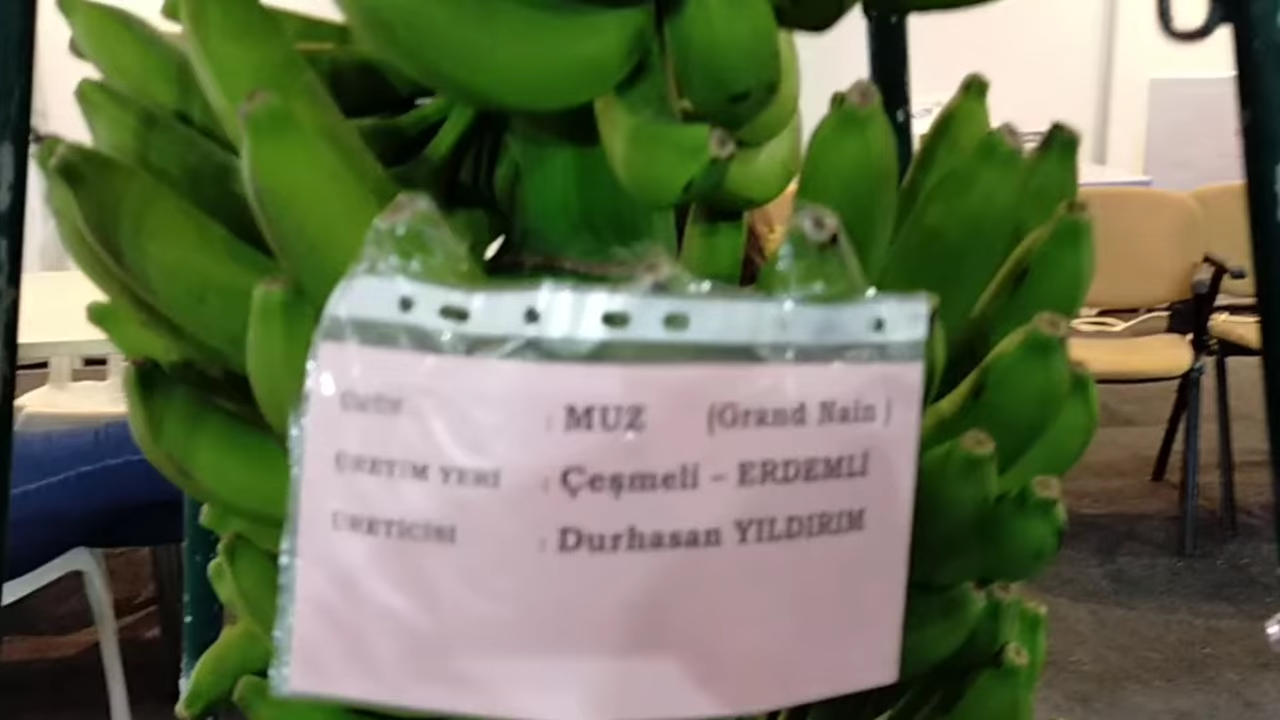 : MUZ (Grand Nain)
ÜRETİM YERİ : Çeşmeli - ERDEMLİ
ÜRETİCİSİ : Durhasan YILDIRIM